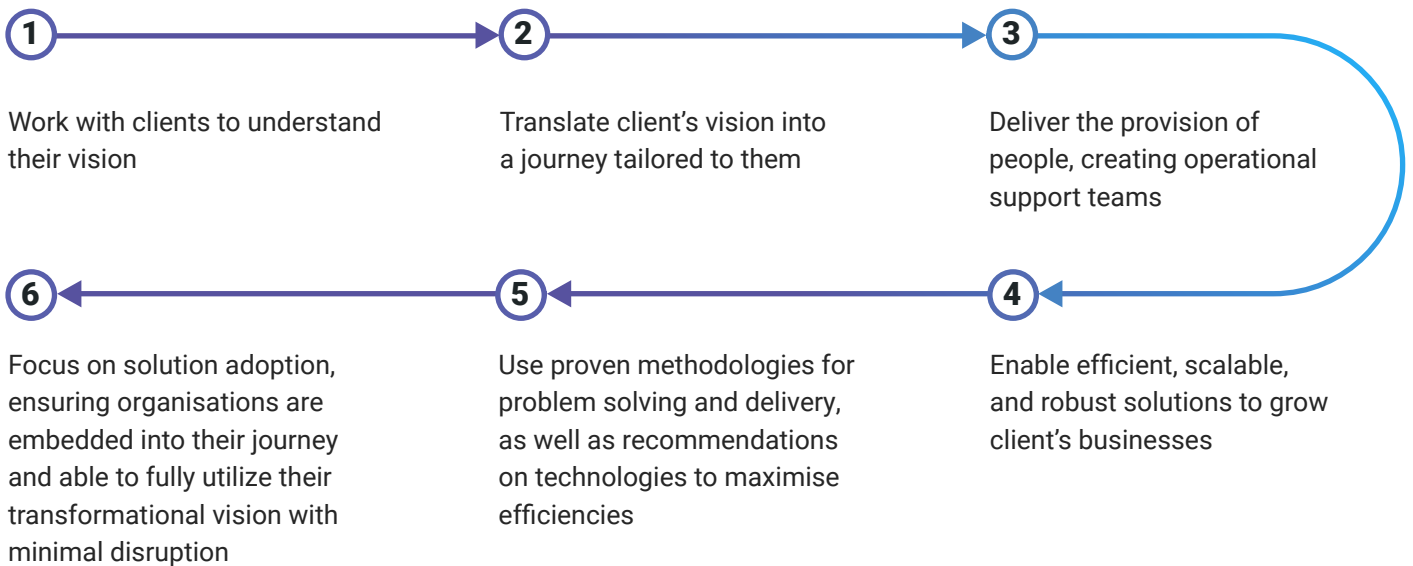 1
Work with clients to understand
their vision
2
Translate client’s vision into
a journey tailored to them
3
Deliver the provision of
people, creating operational
support teams
4
Enable efficient, scalable,
and robust solutions to grow
client’s businesses
5
Use proven methodologies for
problem solving and delivery,
as well as recommendations
on technologies to maximise
efficiencies
6
Focus on solution adoption,
ensuring organisations are
embedded into their journey
and able to fully utilize their
transformational vision with
minimal disruption